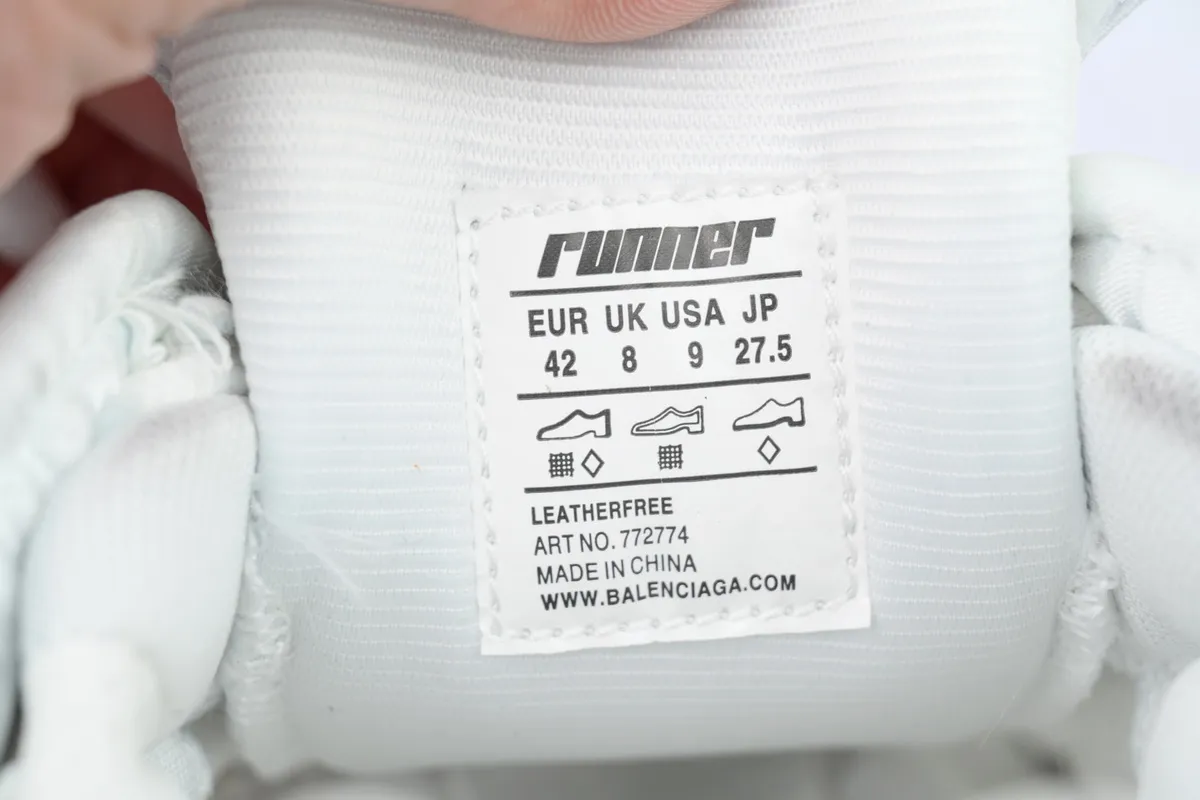 runner
EUR UK USA JP
42 8 9 27.5
LEATHERFREE
ART NO. 772774
MADE IN CHINA
WWW.BALENCIAGA.COM